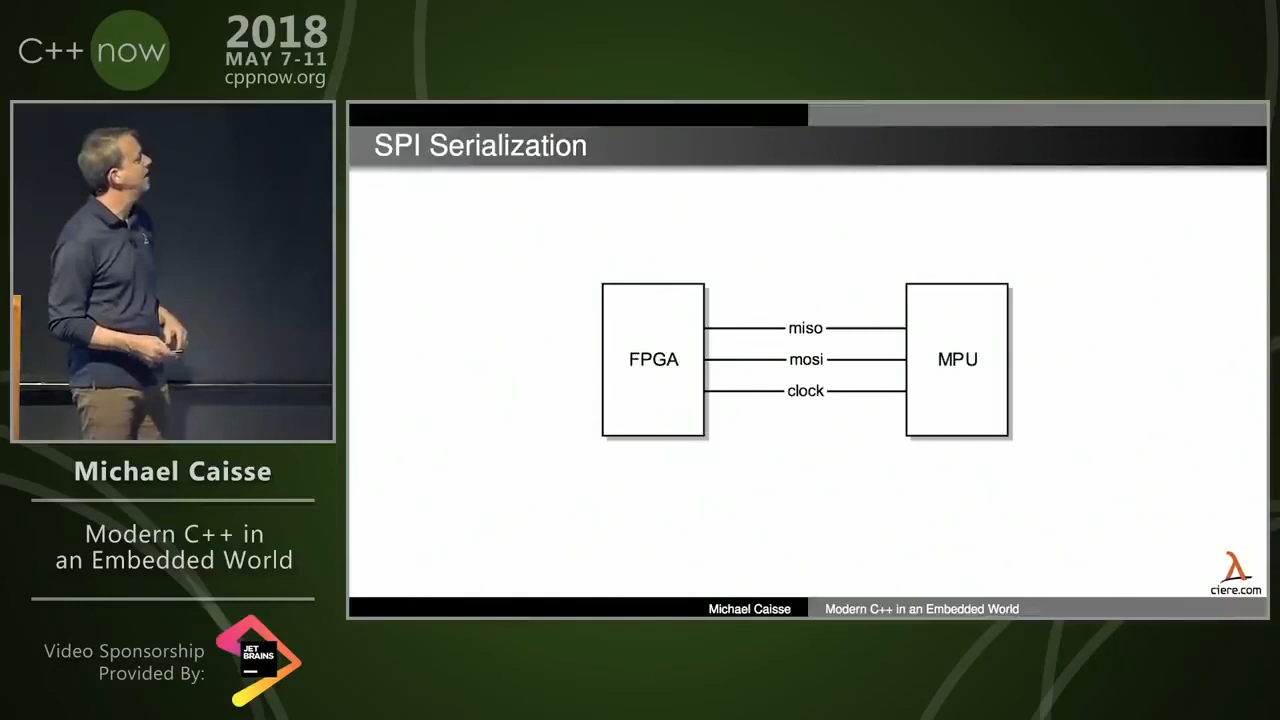 C++ now
2018
MAY 7-11
cppnow.org
SPI Serialization
FPGA
miso
mosi
clock
MPU
ciere.com
Michael Caisse
Modern C++ in an Embedded World
Michael Caisse
Modern C++ in
an Embedded World
Video Sponsorship
Provided By:
JET
BRAINS